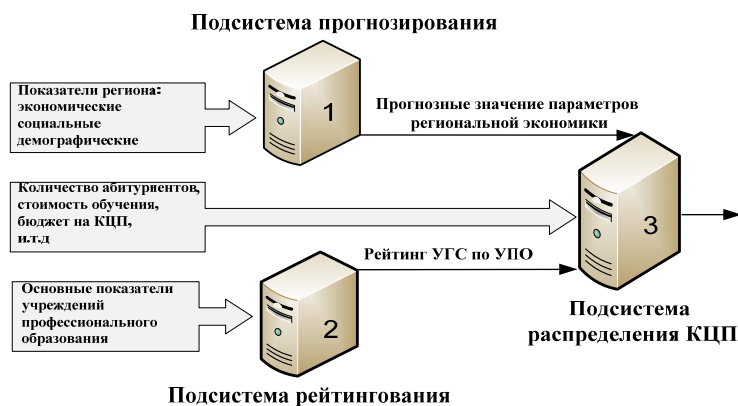 Подсистема прогнозирования
Показатели региона:
экономические
социальные
демографические
1
Прогнозные значение параметров
региональной экономики
Количество абитуриентов,
стоимость обучения,
бюджет на КЦП,
и.т.д
3
Рейтинг УГС по УПО
Основные показатели
учреждений
профессионального
образования
2
Подсистема
распределения КЦП
Подсистема рейтингования